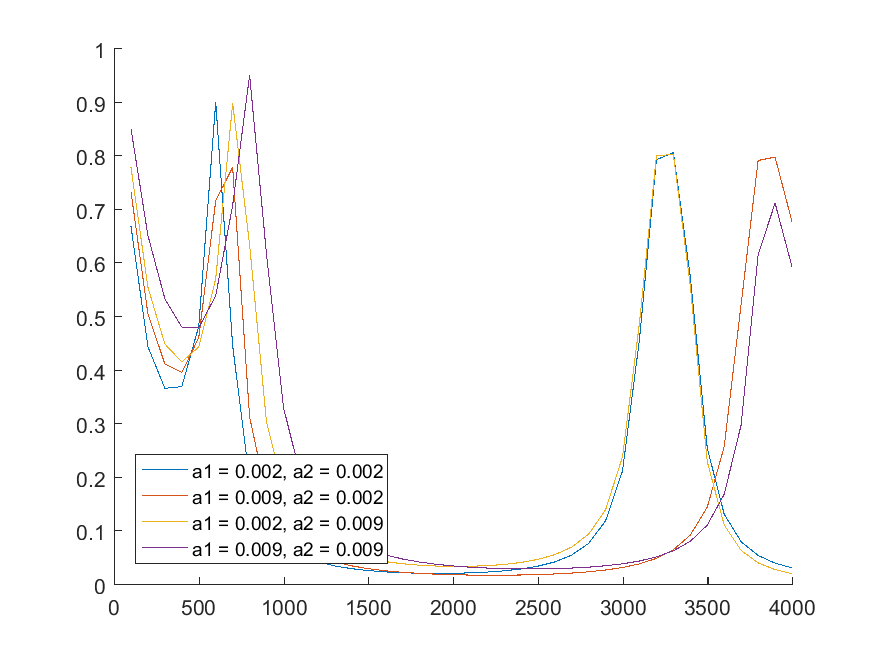 1
0.9
0.8
0.7
0.6
0.5
0.4
0.3
0.2
0.1
0
a1 = 0.002, a2 = 0.002
a1 = 0.009, a2 = 0.002
a1 = 0.002, a2 = 0.009
a1 = 0.009, a2 = 0.009
0 500 1000 1500 2000 2500 3000 3500 4000